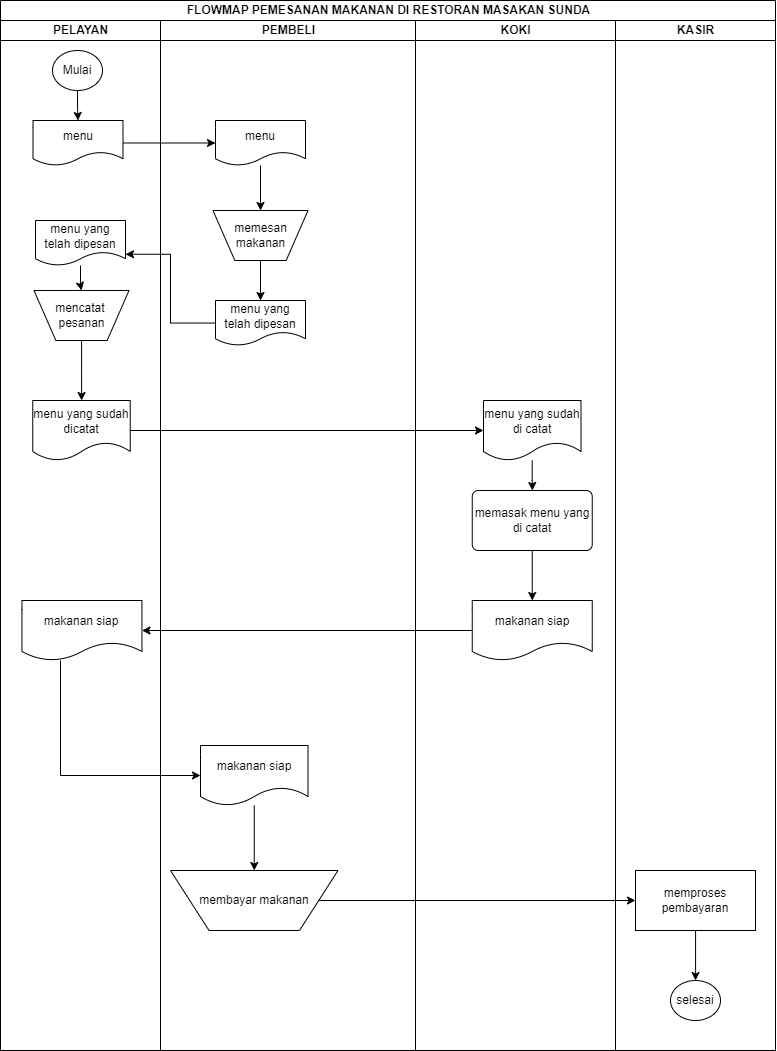 FLOWMAP PEMESANAN MAKANAN DI RESTORAN MASAKAN SUNDA
PELAYAN
PEMBELI
KOKI
KASIR
Mulai
menu
menu
memesan
makanan
menu yang
telah dipesan
menu yang
telah dipesan
mencatat
pesanan
menu yang sudah
dicatat
menu yang sudah
di catat
memasak menu yang
di catat
makanan siap
makanan siap
makanan siap
membayar makanan
memproses
pembayaran
selesai